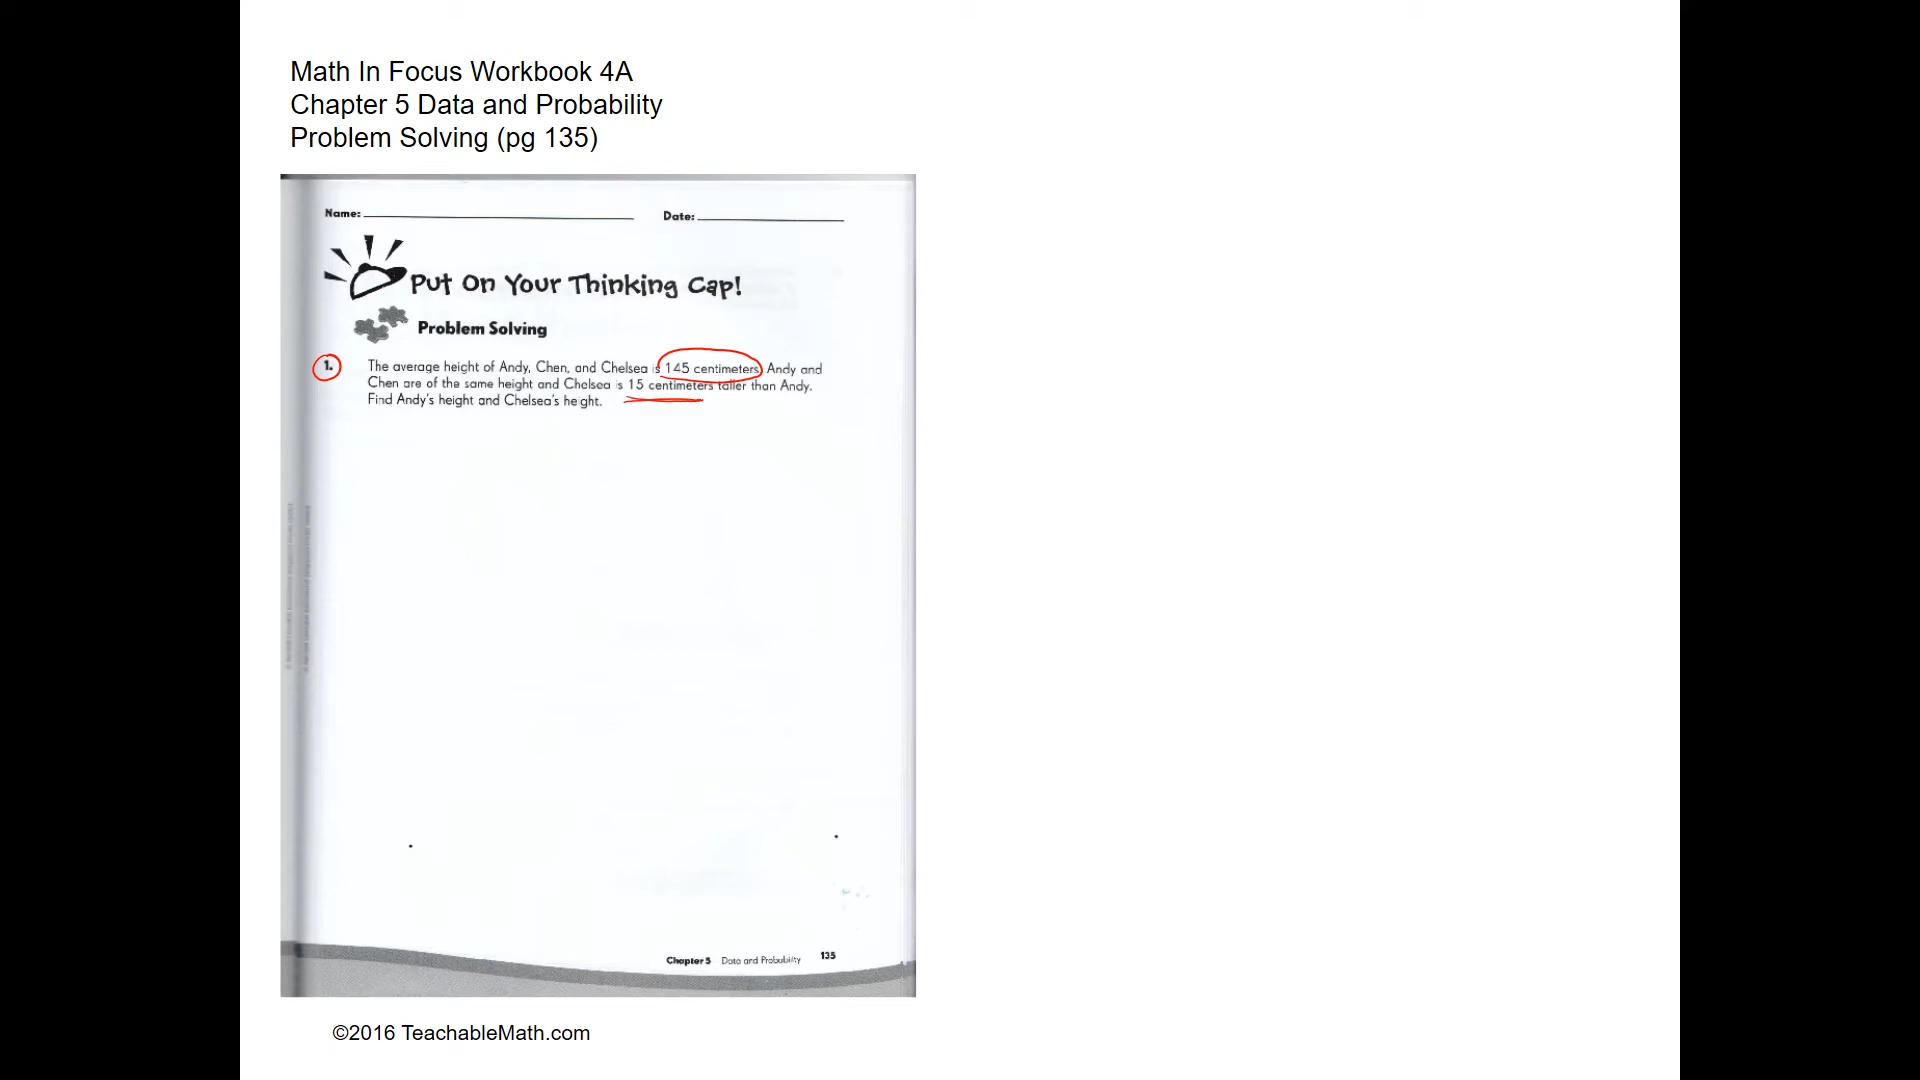 Math In Focus Workbook 4A
Chapter 5 Data and Probability
Problem Solving (pg 135)
Name: Date:
Put On Your Thinking Cap!
Problem Solving
1. The average height of Andy, Chen, and Chelsea is 145 centimeters. Andy and
Chen are of the same height and Chelsea is 15 centimeters taller than Andy.
Find Andy's height and Chelsea's height.
Chapter 5 Data and Probability 135
©2016 TeachableMath.com